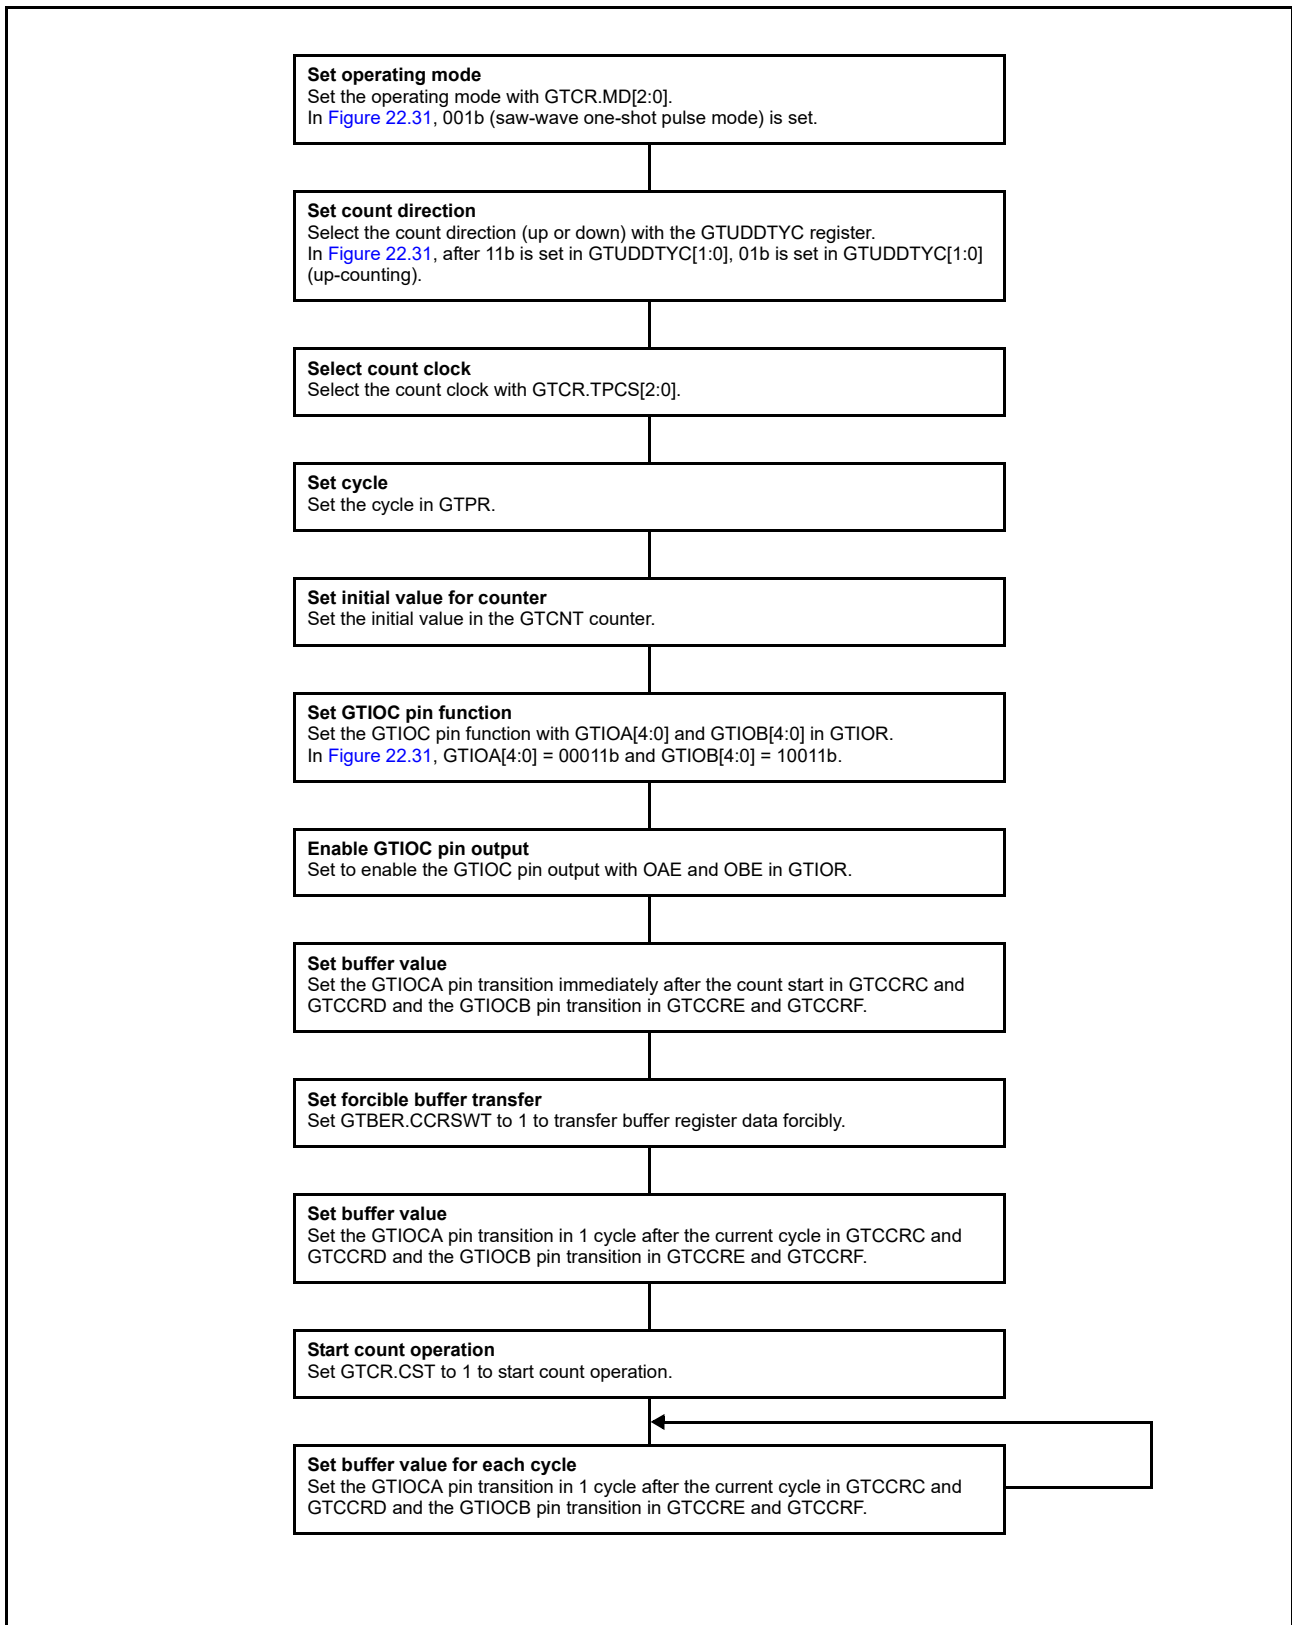 Set operating mode
Set the operating mode with GTCR.MD[2:0].
In Figure 22.31, 001b (saw-wave one-shot pulse mode) is set.
Set count direction
Select the count direction (up or down) with the GTUDDTYC register.
In Figure 22.31, after 11b is set in GTUDDTYC[1:0], 01b is set in GTUDDTYC[1:0]
(up-counting).
Select count clock
Select the count clock with GTCR.TPCS[2:0].
Set cycle
Set the cycle in GTPR.
Set initial value for counter
Set the initial value in the GTCNT counter.
Set GTIOC pin function
Set the GTIOC pin function with GTIOA[4:0] and GTIOB[4:0] in GTIOR.
In Figure 22.31, GTIOA[4:0] = 00011b and GTIOB[4:0] = 10011b.
Enable GTIOC pin output
Set to enable the GTIOC pin output with OAE and OBE in GTIOR.
Set buffer value
Set the GTIOCA pin transition immediately after the count start in GTCCRC and
GTCCRD and the GTIOCB pin transition in GTCCRE and GTCCRF.
Set forcible buffer transfer
Set GTBER.CCRSWT to 1 to transfer buffer register data forcibly.
Set buffer value
Set the GTIOCA pin transition in 1 cycle after the current cycle in GTCCRC and
GTCCRD and the GTIOCB pin transition in GTCCRE and GTCCRF.
Start count operation
Set GTCR.CST to 1 to start count operation.
Set buffer value for each cycle
Set the GTIOCA pin transition in 1 cycle after the current cycle in GTCCRC and
GTCCRD and the GTIOCB pin transition in GTCCRE and GTCCRF.